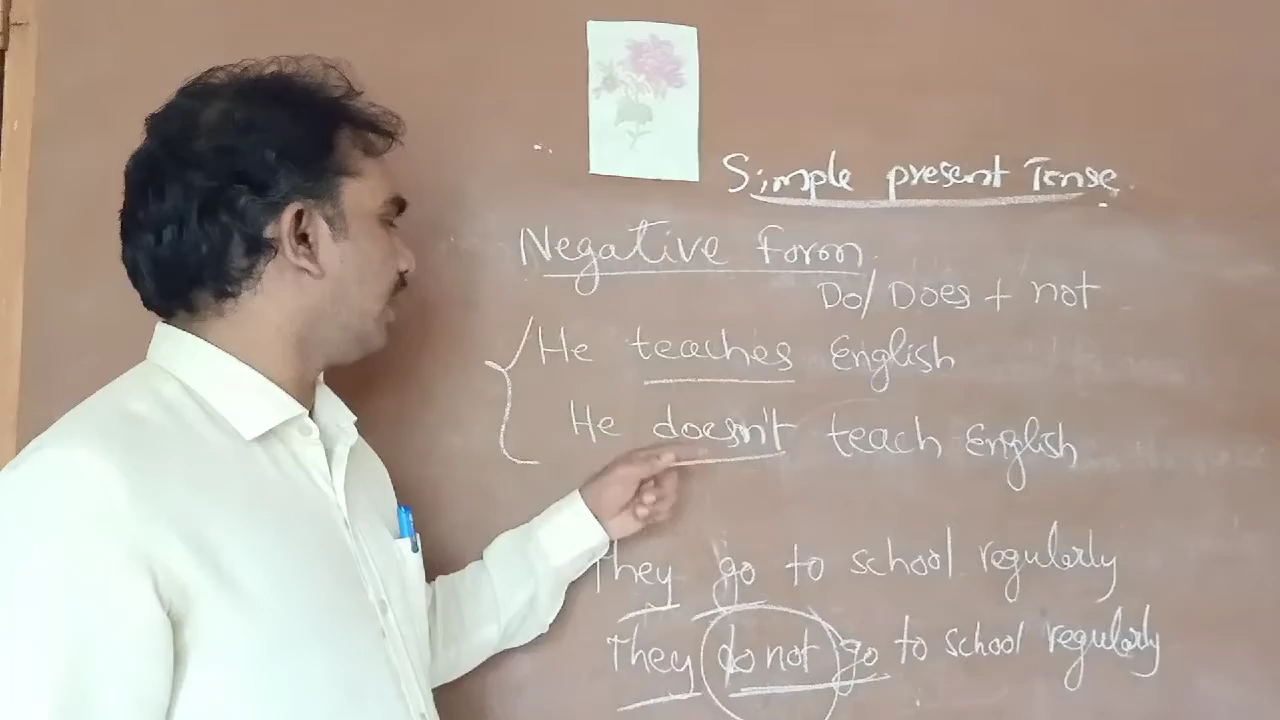 Simple present Tense
Negative form
Do/Does + not
He teaches English
He doesn't teach English
They go to school regularly
They do not go to school regularly